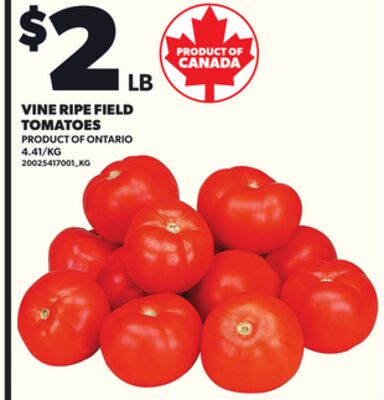 $2 LB
PRODUCT OF
CANADA
VINE RIPE FIELD
TOMATOES
PRODUCT OF ONTARIO
4.41/KG
20025417001_KG